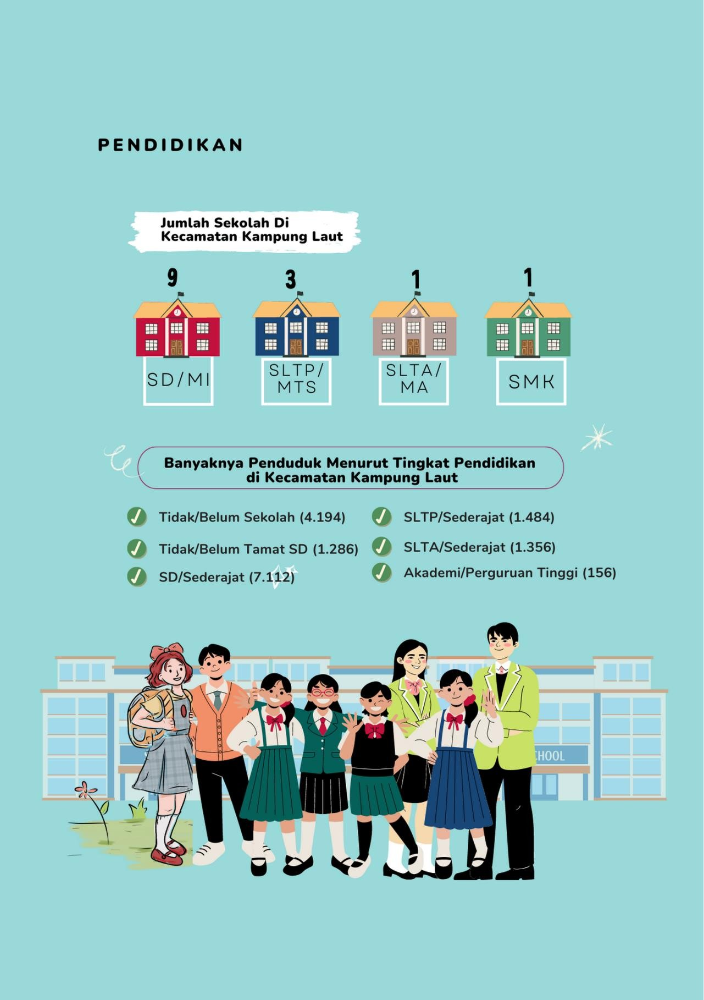 PENDIDIKAN
Jumlah Sekolah Di
Kecamatan Kampung Laut
9
3
1
1
SD/MI
SLTP/
MTS
SLTA/
MA
SMK
Banyaknya Penduduk Menurut Tingkat Pendidikan
di Kecamatan Kampung Laut
Tidak/Belum Sekolah (4.194)
Tidak/Belum Tamat SD (1.286)
SD/Sederajat (7.112)
SLTP/Sederajat (1.484)
SLTA/Sederajat (1.356)
Akademi/Perguruan Tinggi (156)